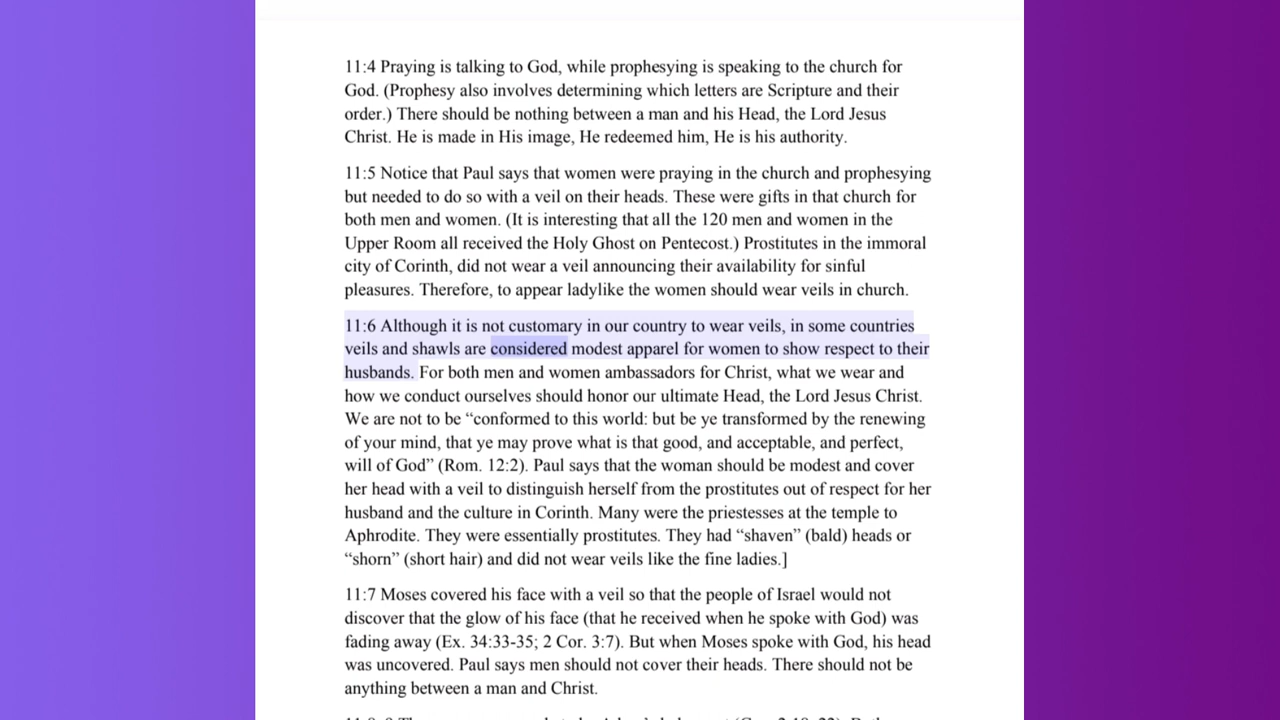 11:4 Praying is talking to God, while prophesying is speaking to the church for
God. (Prophesy also involves determining which letters are Scripture and their
order.) There should be nothing between a man and his Head, the Lord Jesus
Christ. He is made in His image, He redeemed him, He is his authority.
11:5 Notice that Paul says that women were praying in the church and prophesying
but needed to do so with a veil on their heads. These were gifts in that church for
both men and women. (It is interesting that all the 120 men and women in the
Upper Room all received the Holy Ghost on Pentecost.) Prostitutes in the immoral
city of Corinth, did not wear a veil announcing their availability for sinful
pleasures. Therefore, to appear ladylike the women should wear veils in church.
11:6 Although it is not customary in our country to wear veils, in some countries
veils and shawls are considered modest apparel for women to show respect to their
husbands. For both men and women ambassadors for Christ, what we wear and
how we conduct ourselves should honor our ultimate Head, the Lord Jesus Christ.
We are not to be “conformed to this world: but be ye transformed by the renewing
of your mind, that ye may prove what is that good, and acceptable, and perfect,
will of God” (Rom. 12:2). Paul says that the woman should be modest and cover
her head with a veil to distinguish herself from the prostitutes out of respect for her
husband and the culture in Corinth. Many were the priestesses at the temple to
Aphrodite. They were essentially prostitutes. They had “shaven” (bald) heads or
“shorn” (short hair) and did not wear veils like the fine ladies.]
11:7 Moses covered his face with a veil so that the people of Israel would not
discover that the glow of his face (that he received when he spoke with God) was
fading away (Ex. 34:33-35; 2 Cor. 3:7). But when Moses spoke with God, his head
was uncovered. Paul says men should not cover their heads. There should not be
anything between a man and Christ.